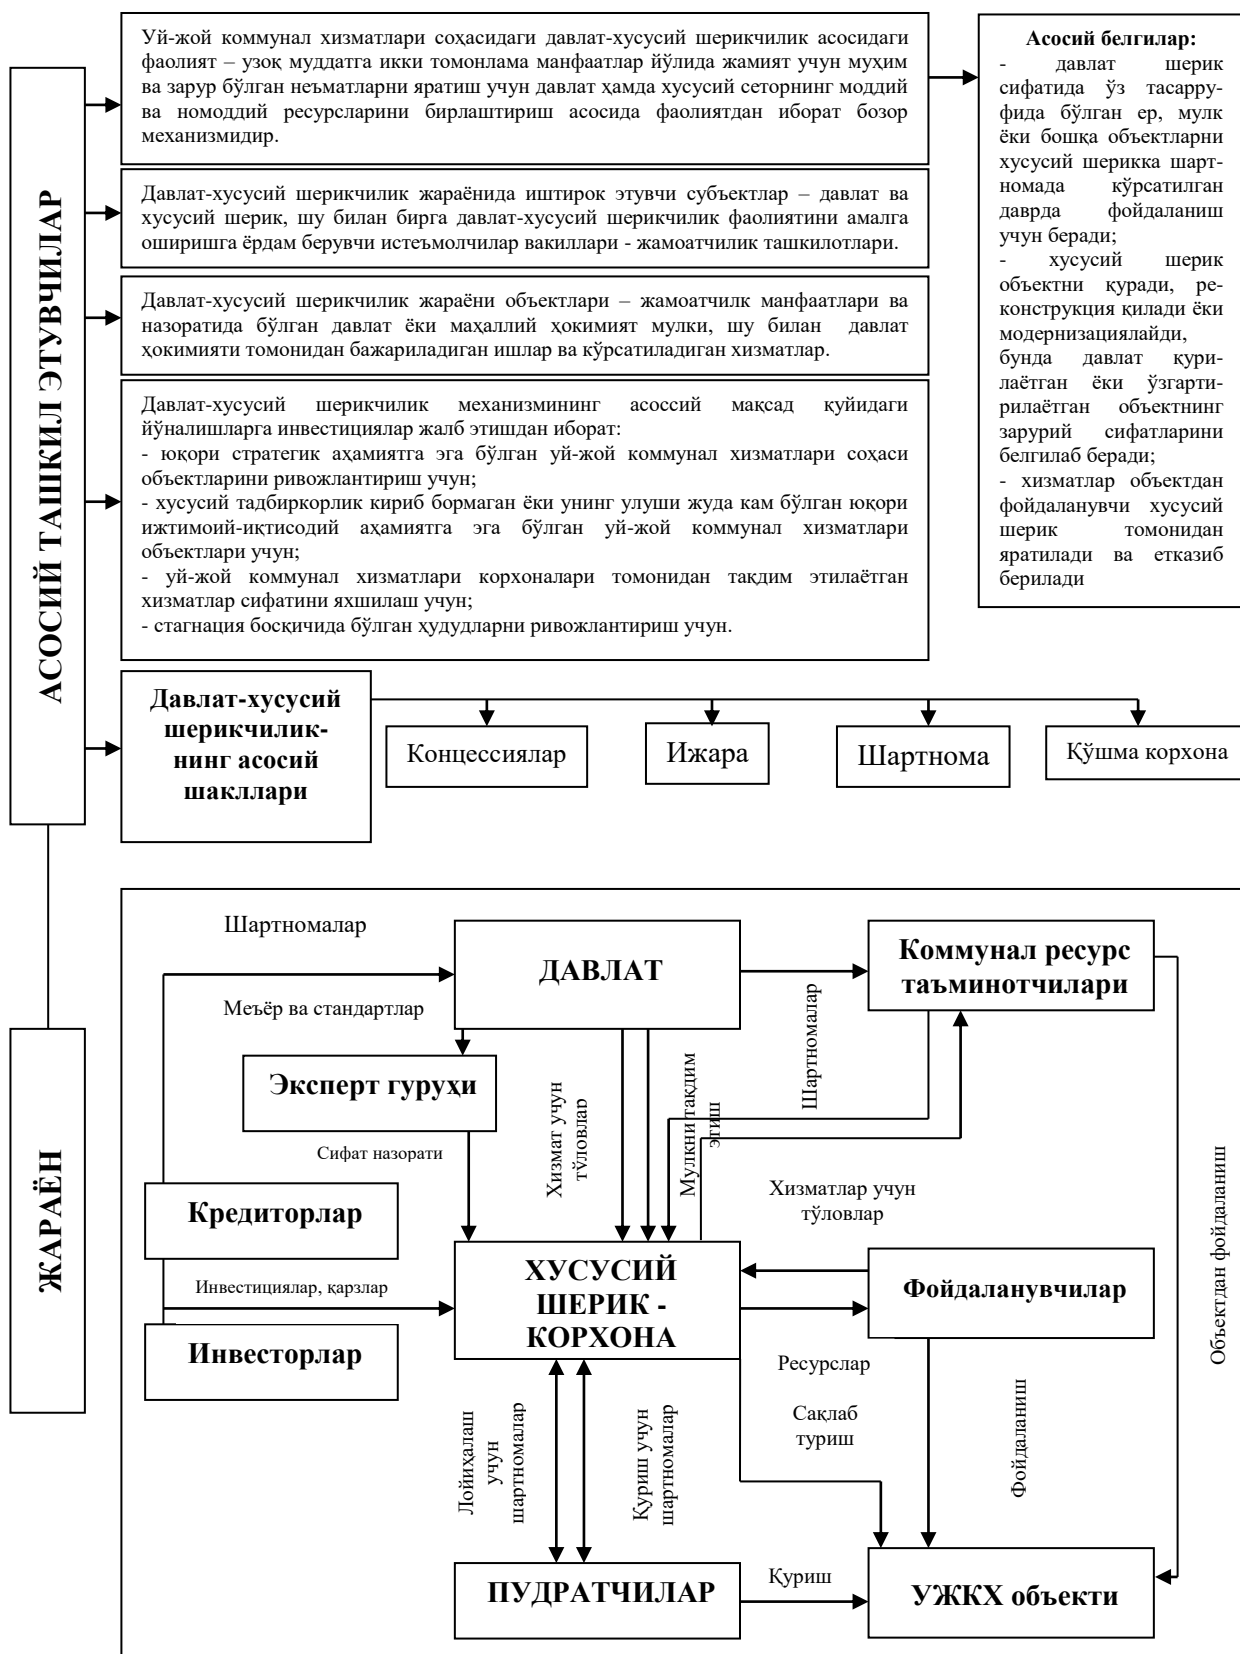 АСОСИЙ ТАШКИЛ ЭТУВЧИЛАР
Уй-жой коммунал хизматлари соҳасидаги давлат-хусусий шерикчилик асосидаги
фаолият – узоқ муддатга икки томонлама манфаатлар йўлида жамият учун муҳим
ва зарур бўлган неъматларни яратиш учун давлат ҳамда хусусий сеторнинг моддий
ва номоддий ресурсларини бирлаштириш асосида фаолиятдан иборат бозор
механизмидир.
Давлат-хусусий шерикчилик жараёнида иштирок этувчи субъектлар – давлат ва
хусусий шерик, шу билан бирга давлат-хусусий шерикчилик фаолиятини амалга
оширишга ёрдам берувчи истеъмолчилар вакиллари - жамоатчилик ташкилотлари.
Давлат-хусусий шерикчилик жараёни объектлари – жамоатчилк манфаатлари ва
назоратида бўлган давлат ёки маҳаллий ҳокимият мулки, шу билан давлат
ҳокимияти томонидан бажариладиган ишлар ва кўрсатиладиган хизматлар.
Давлат-хусусий шерикчилик механизмининг асоссий мақсад қуйидаги
йўналишларга инвестициялар жалб этишдан иборат:
- юқори стратегик аҳамиятга эга бўлган уй-жой коммунал хизматлари соҳаси
объектларини ривожлантириш учун;
- хусусий тадбиркорлик кириб бормаган ёки унинг улуши жуда кам бўлган юқори
ижтимоий-иқтисодий аҳамиятга эга бўлган уй-жой коммунал хизматлари
объектлари учун;
- уй-жой коммунал хизматлари корхоналари томонидан тақдим этилаётган
хизматлар сифатини яхшилаш учун;
- стагнация босқичида бўлган ҳудудларни ривожлантириш учун.
Асосий белгилар:
- давлат шерик
сифатида ўз тасарру-
фида бўлган ер, мулк
ёки бошқа объектларни
хусусий шерикка шарт-
номада кўрсатилган
даврда фойдаланиш
учун беради;
- хусусий шерик
объектни қуради, ре-
конструкция қилади ёки
модернизациялайди,
бунда давлат қури-
лаётган ёки ўзгарти-
рилаётган объектнинг
зарурий сифатларини
белгилаб беради;
- хизматлар объектдан
фойдаланувчи хусусий
шерик томонидан
яратилади ва етказиб
берилади
Давлат-хусусий
шерикчилик-
нинг асосий
шакллари
Концессиялар
Ижара
Шартнома
Қўшма корхона
ЖАРАЁН
Шартномалар
ДАВЛАТ
Коммунал ресурс
таъминотчилари
Меъёр ва стандартлар
Шартномалар
Эксперт гуруҳи
Хизмат учун
тўловлар
Мулкни тақдим
этиш
Сифат назорати
Хизматлар учун
тўловлар
Объектдан фойдаланиш
Кредиторлар
ХУСУСИЙ
ШЕРИК -
КОРХОНА
Фойдаланувчилар
Инвестициялар, қарзлар
Инвесторлар
Ресурслар
Сақлаб
туриш
Фойдаланиш
Лойиҳалаш
учун
шартномалар
Қуриш учун
шартномалар
ПУДРАТЧИЛАР
Қуриш
УЖКХ объекти